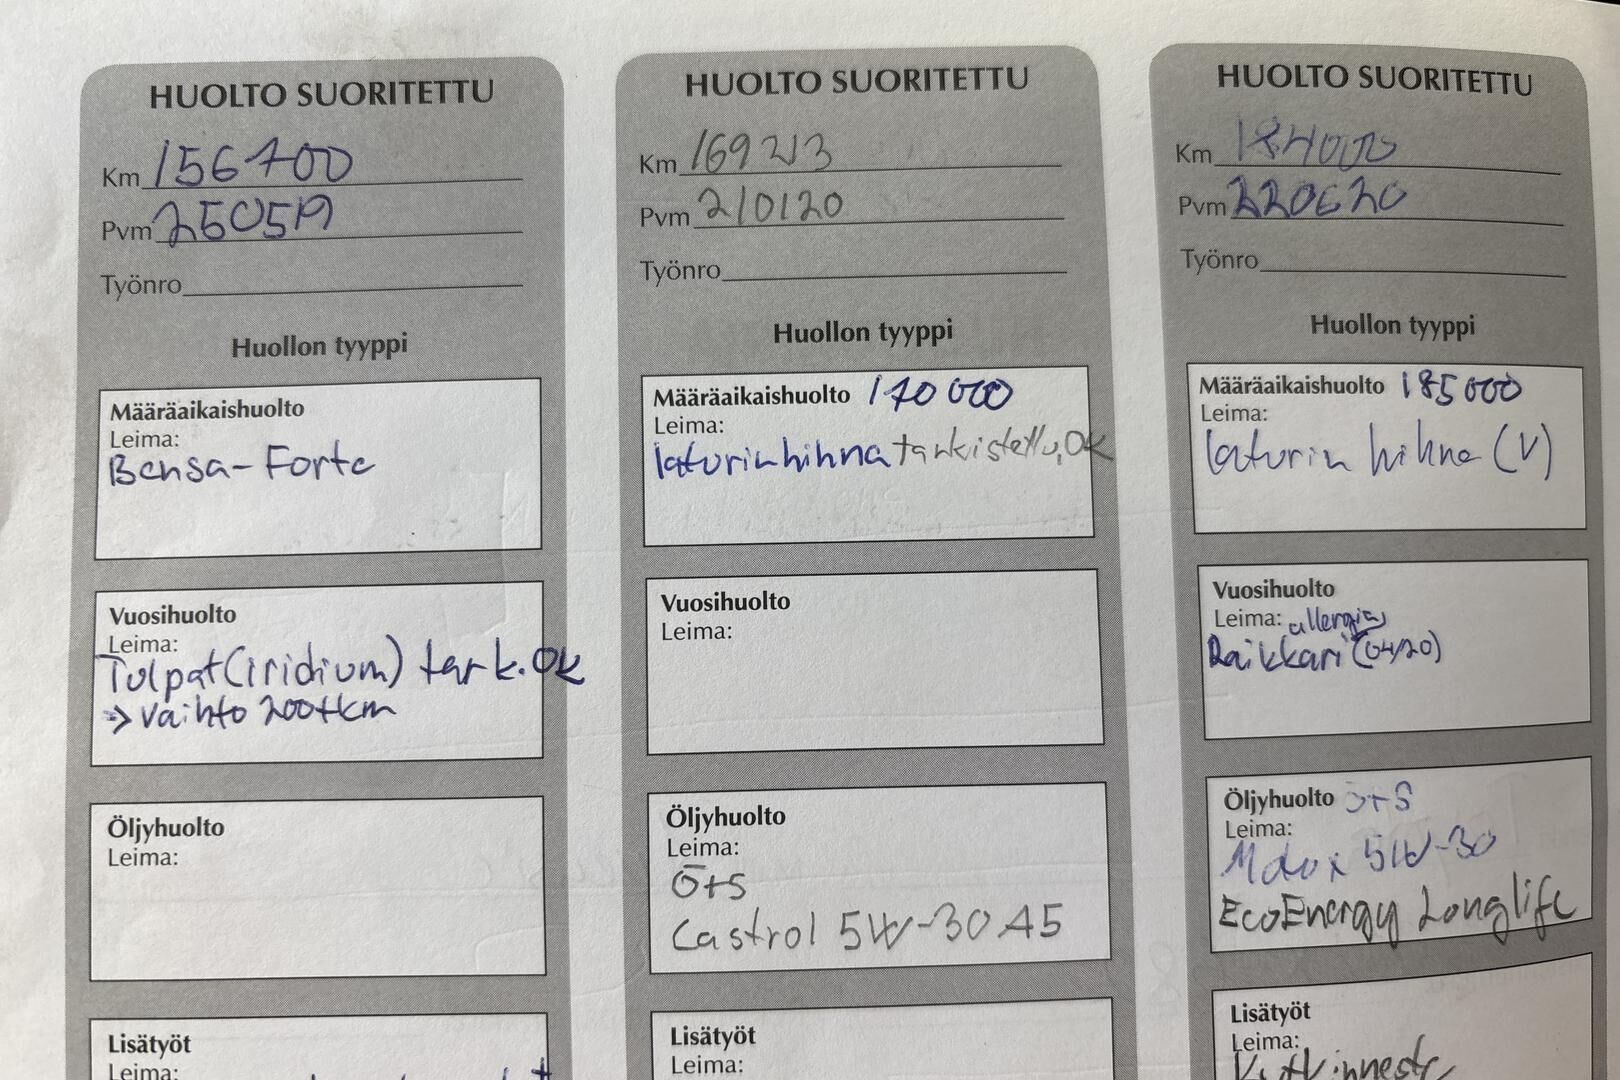 HUOLTO SUORITETTU
Km 156700
Pvm 250519
Työnro
Huollon tyyppi
Määräaikaishuolto
Leima:
Bensa-Forte
Vuosihuolto
Leima:
Tulpat (iridium) tark. OK
→ vaihto 200tkm
Öljyhuolto
Leima:
Lisätyöt
Leima:
HUOLTO SUORITETTU
Km 169213
Pvm 210120
Työnro
Huollon tyyppi
Määräaikaishuolto 170 000
Leima:
laturinhihna tarkistettu, OK
Vuosihuolto
Leima:
Öljyhuolto
Leima:
Ö+S
Castrol 5W-30 A5
Lisätyöt
Leima:
HUOLTO SUORITETTU
Km 184000
Pvm 220620
Työnro
Huollon tyyppi
Määräaikaishuolto 185 000
Leima:
laturin hihna (V)
Vuosihuolto
Leima: allergia
Raikkari (04/20)
Öljyhuolto Ö+S
Leima:
5W-30
EcoEnergy Longlife
Lisätyöt
Leima: